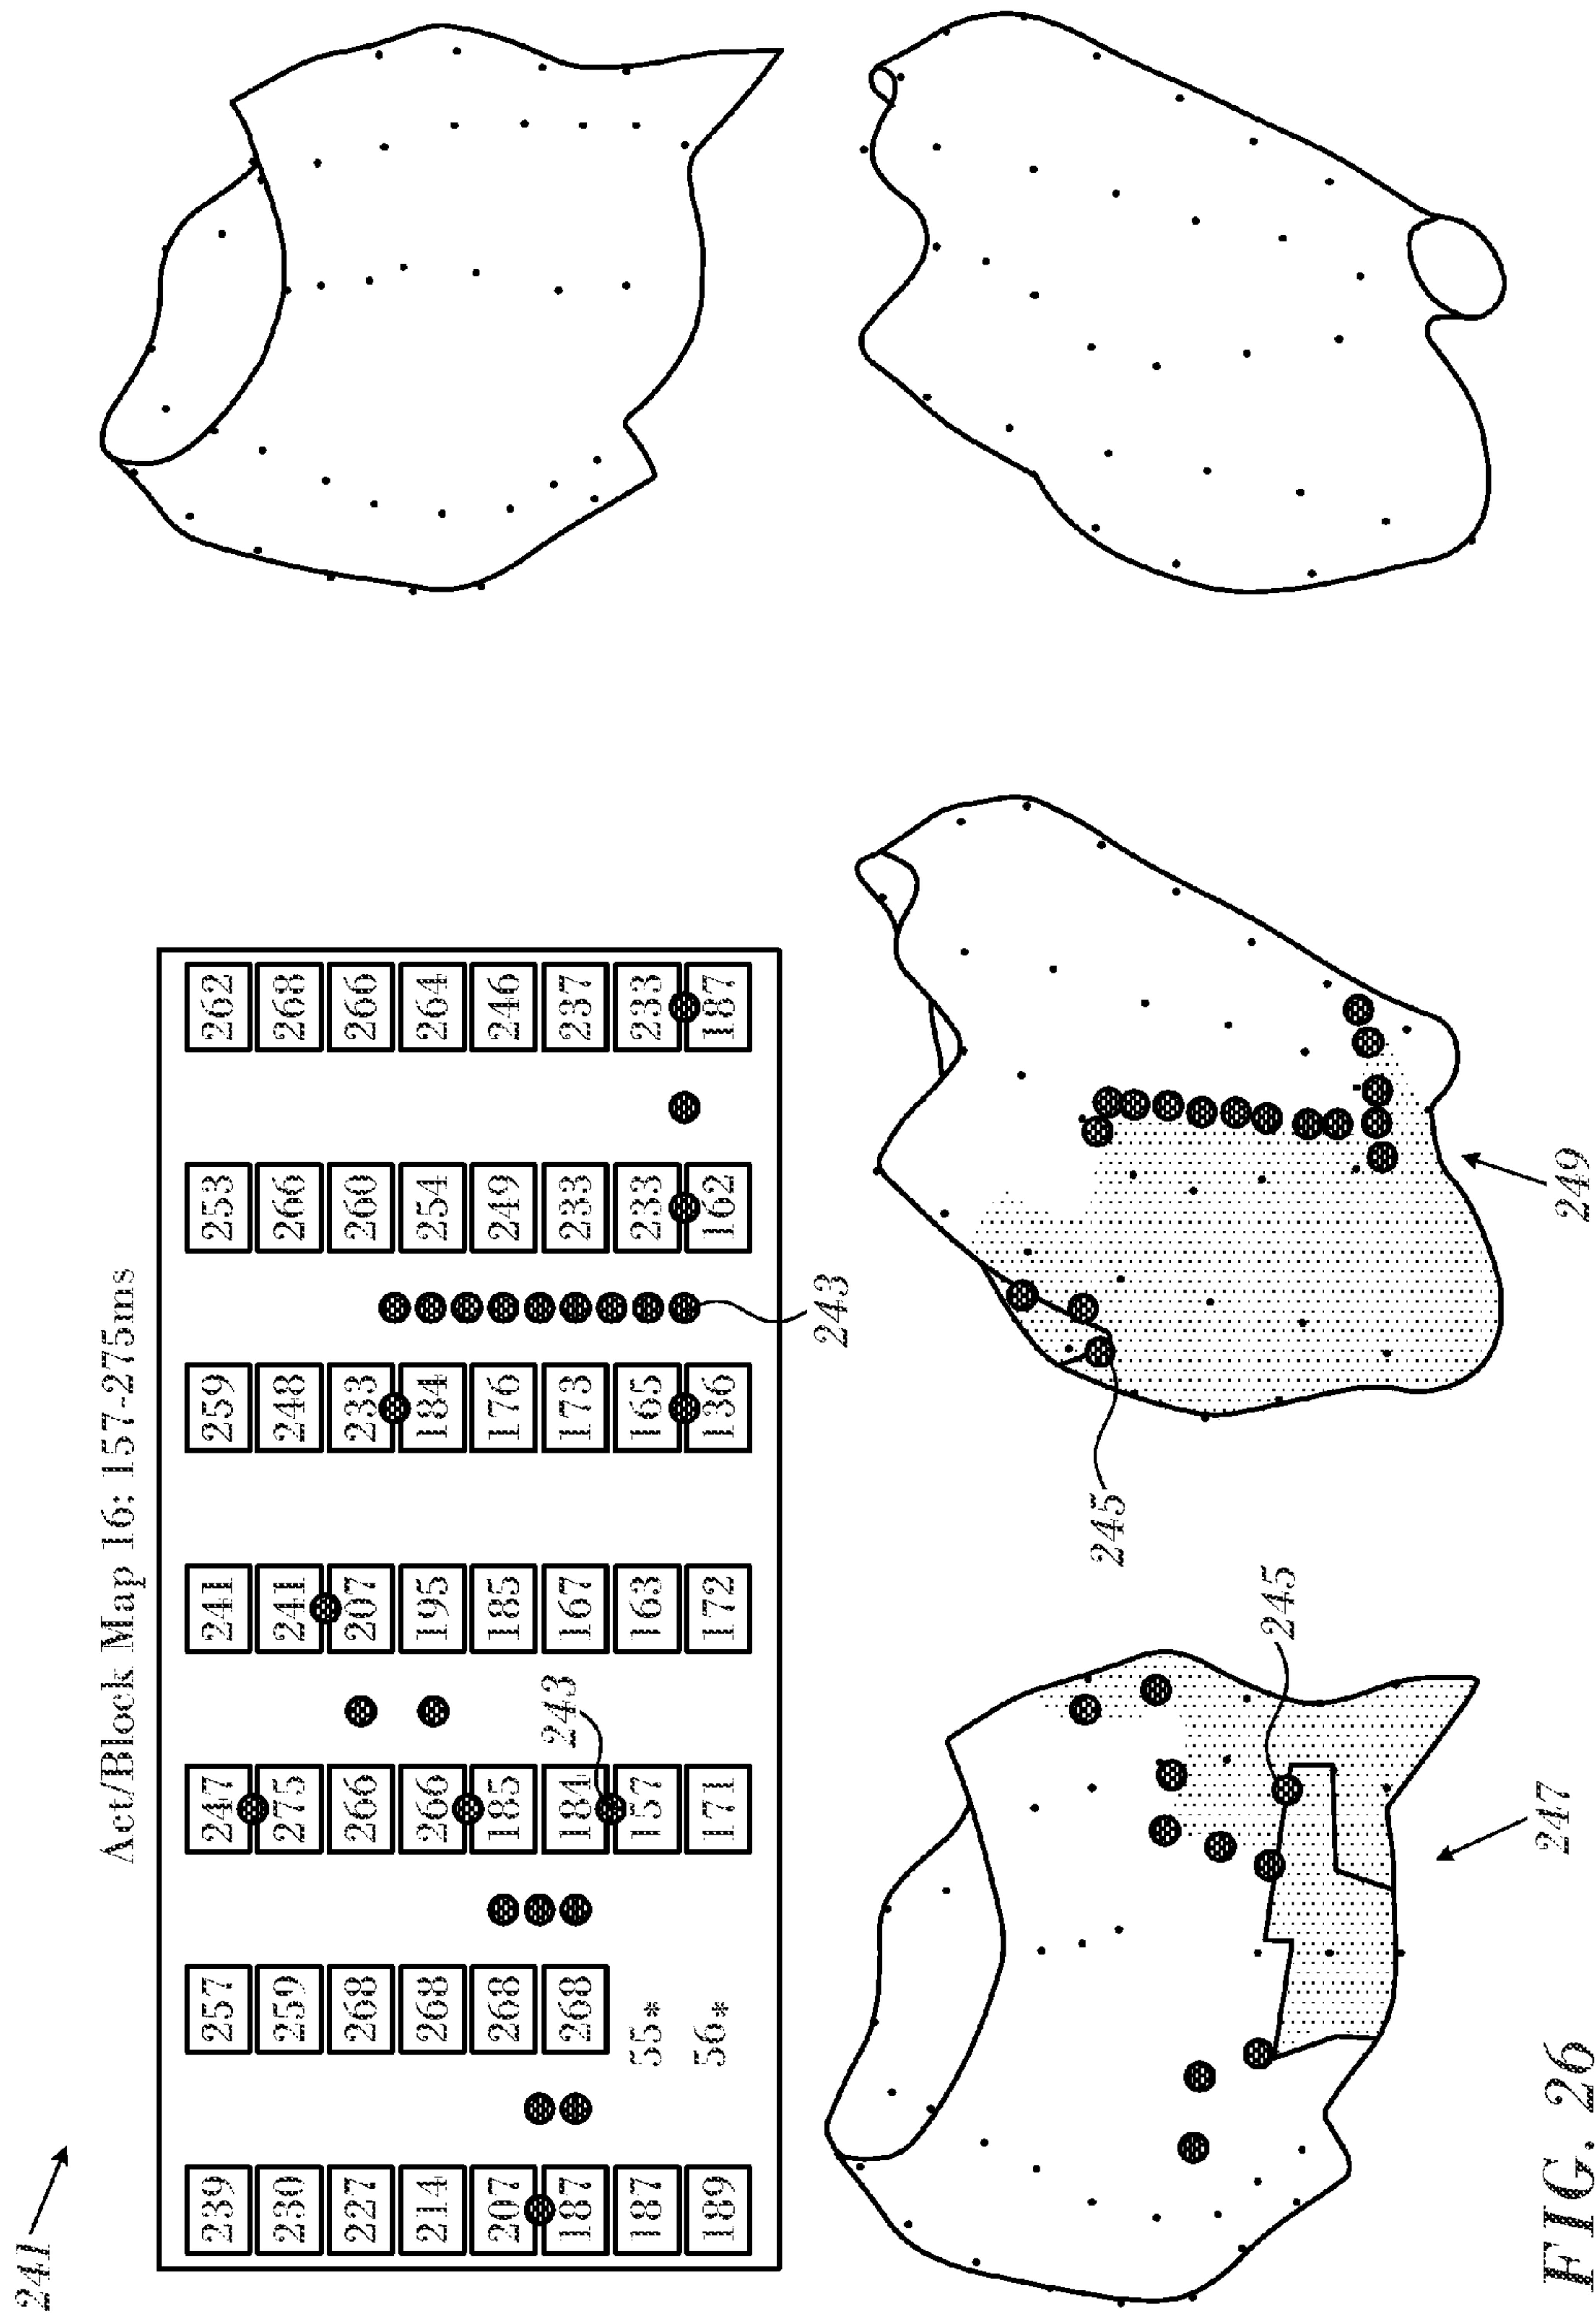 241
Act/Block Map 16: 157-275ms
239 257 247 241 259 253 262
230 259 275 241 248 266 268
227 268 266 207 233 260 266
214 268 266 195 184 254 264
207 268 185 185 176 249 246
187 268 184 167 173 233 237
187 55* 157 163 165 233 233
189 56* 171 172 136 162 187
243
243
245
245
247
249
FIG. 26